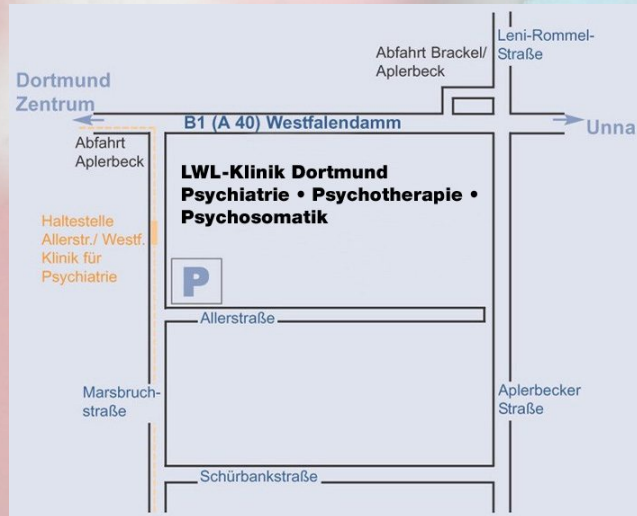 Leni-Rommel-
Straße
Abfahrt Brackel/
Aplerbeck
Dortmund
Zentrum
B1 (A 40) Westfalendamm
Unna
Abfahrt
Aplerbeck
LWL-Klinik Dortmund
Psychiatrie • Psychotherapie •
Psychosomatik
Haltestelle
Allerstr./ Westf.
Klinik für
Psychiatrie
P
Allerstraße
Marsbruch-
straße
Aplerbecker
Straße
Schürbankstraße